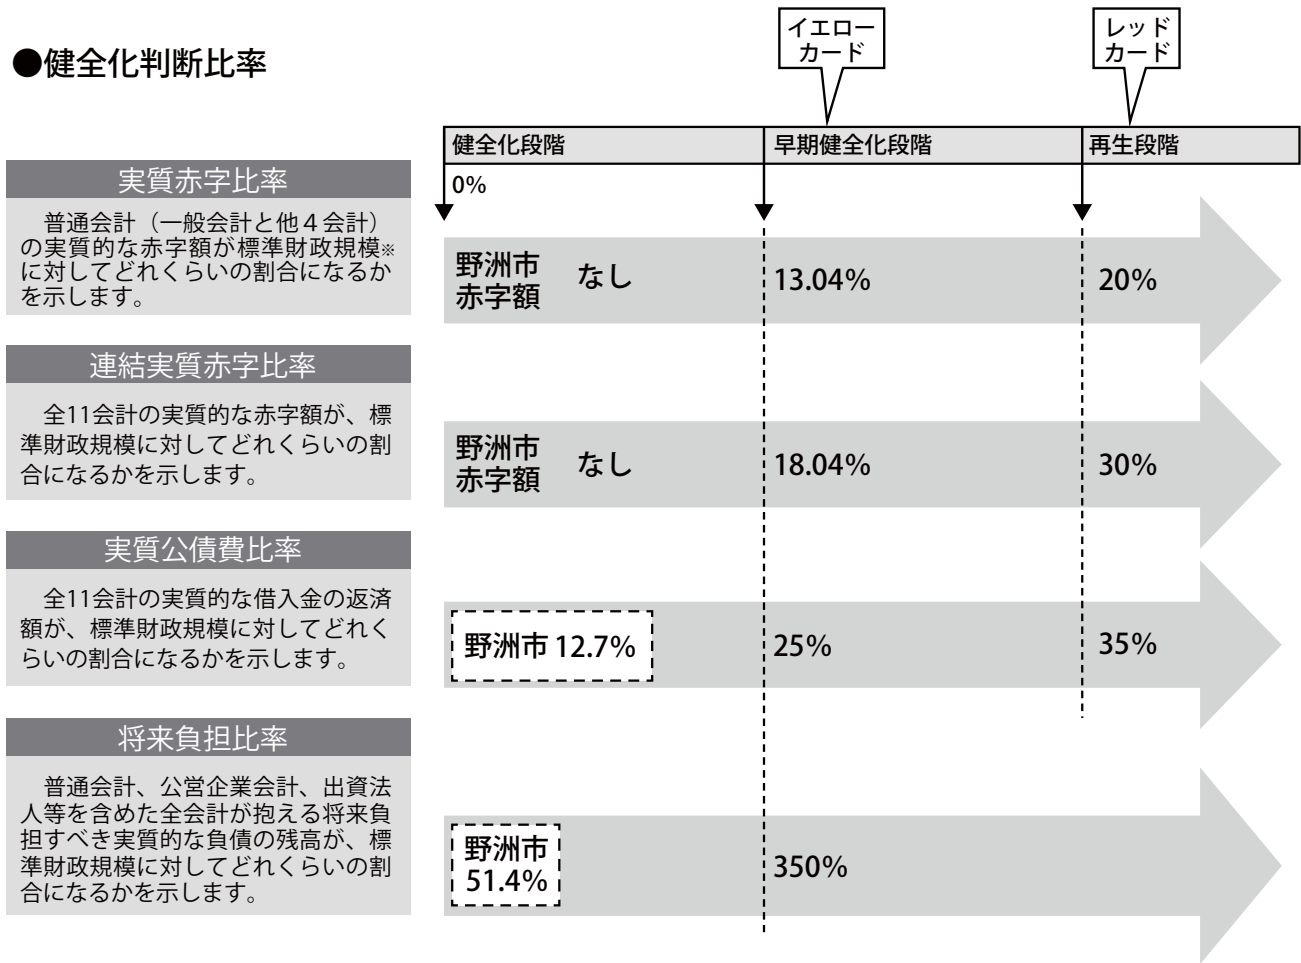 ●健全化判断比率
イエロー
カード
レッド
カード
健全化段階
早期健全化段階
再生段階
0%
実質赤字比率
普通会計（一般会計と他４会計）
の実質的な赤字額が標準財政規模※
に対してどれくらいの割合になるか
を示します。
野洲市
赤字額
なし
13.04%
20%
連結実質赤字比率
全11会計の実質的な赤字額が、標
準財政規模に対してどれくらいの割
合になるかを示します。
野洲市
赤字額
なし
18.04%
30%
実質公債費比率
全11会計の実質的な借入金の返済
額が、標準財政規模に対してどれく
らいの割合になるかを示します。
野洲市 12.7%
25%
35%
将来負担比率
普通会計、公営企業会計、出資法
人等を含めた全会計が抱える将来負
担すべき実質的な負債の残高が、標
準財政規模に対してどれくらいの割
合になるかを示します。
野洲市
51.4%
350%